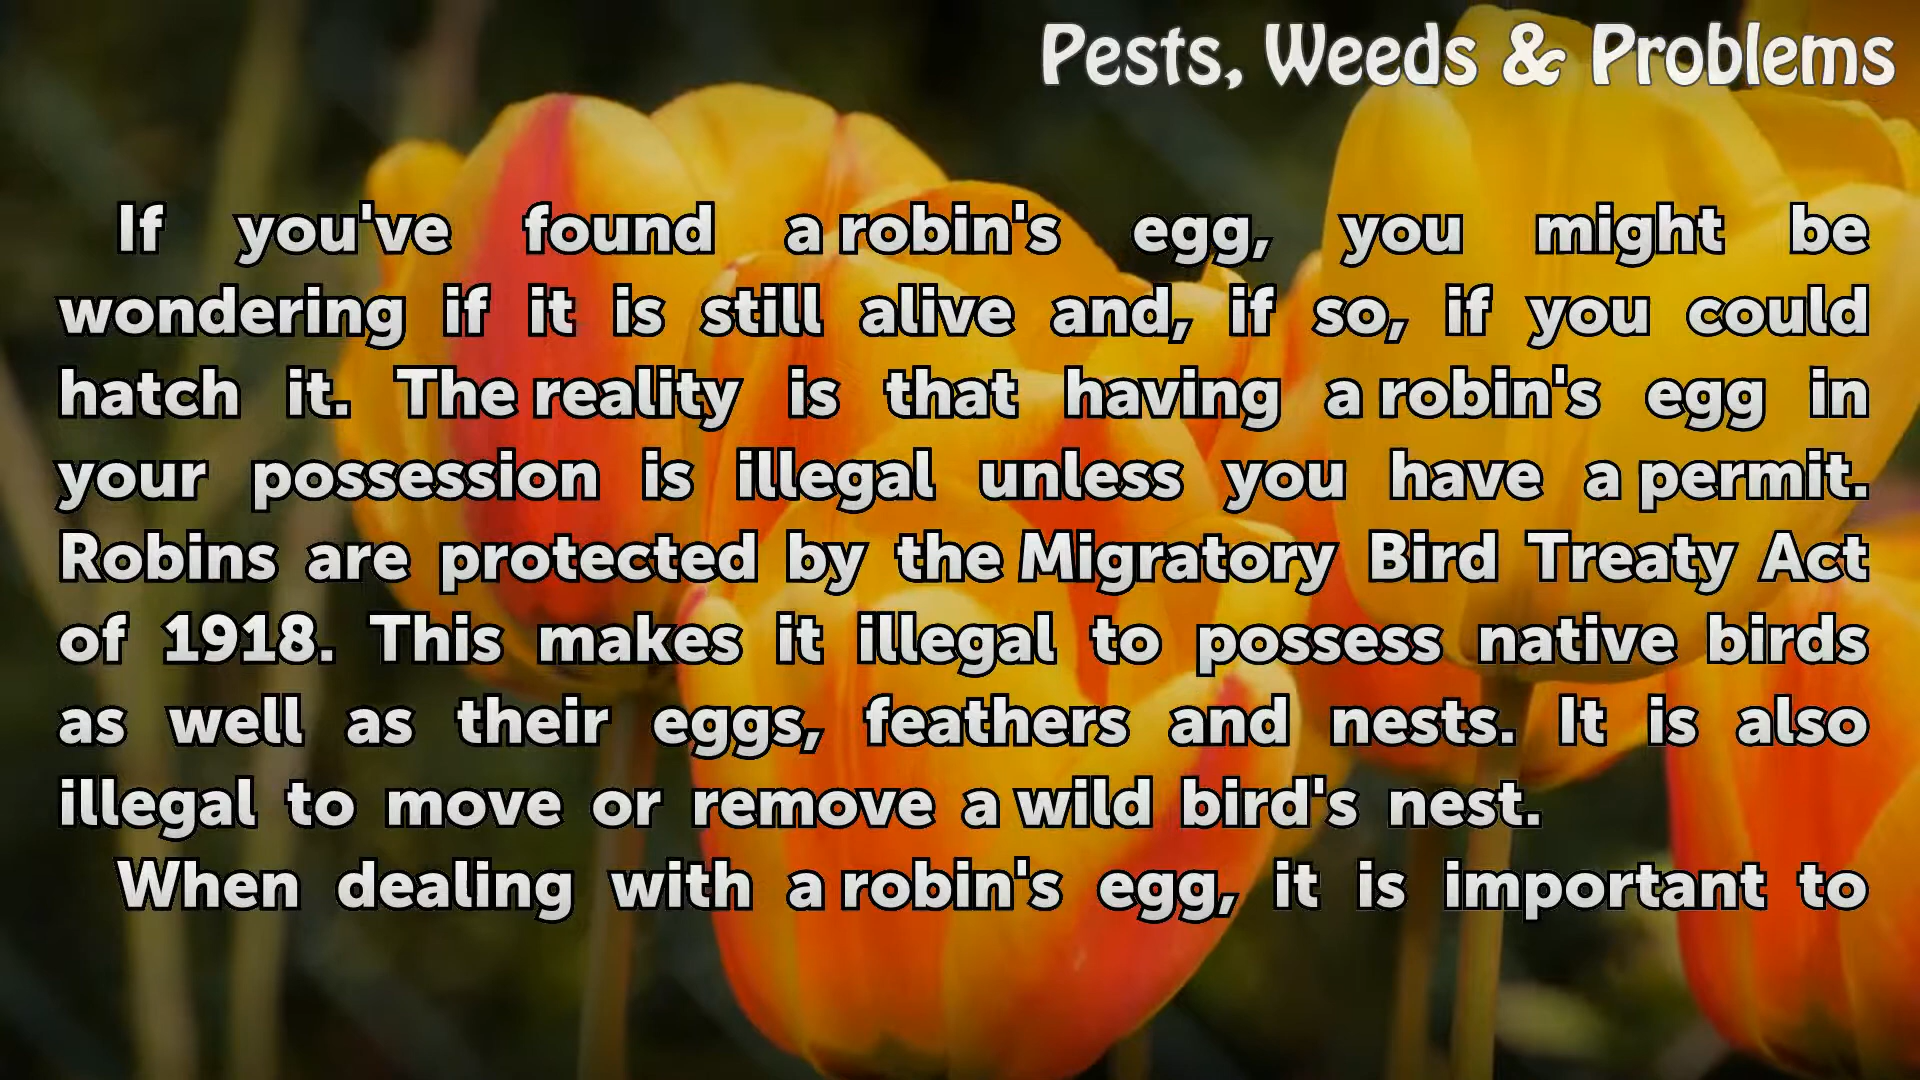 Pests, Weeds & Problems
If you've found a robin's egg, you might be
wondering if it is still alive and, if so, if you could
hatch it. The reality is that having a robin's egg in
your possession is illegal unless you have a permit.
Robins are protected by the Migratory Bird Treaty Act
of 1918. This makes it illegal to possess native birds
as well as their eggs, feathers and nests. It is also
illegal to move or remove a wild bird's nest.
When dealing with a robin's egg, it is important to